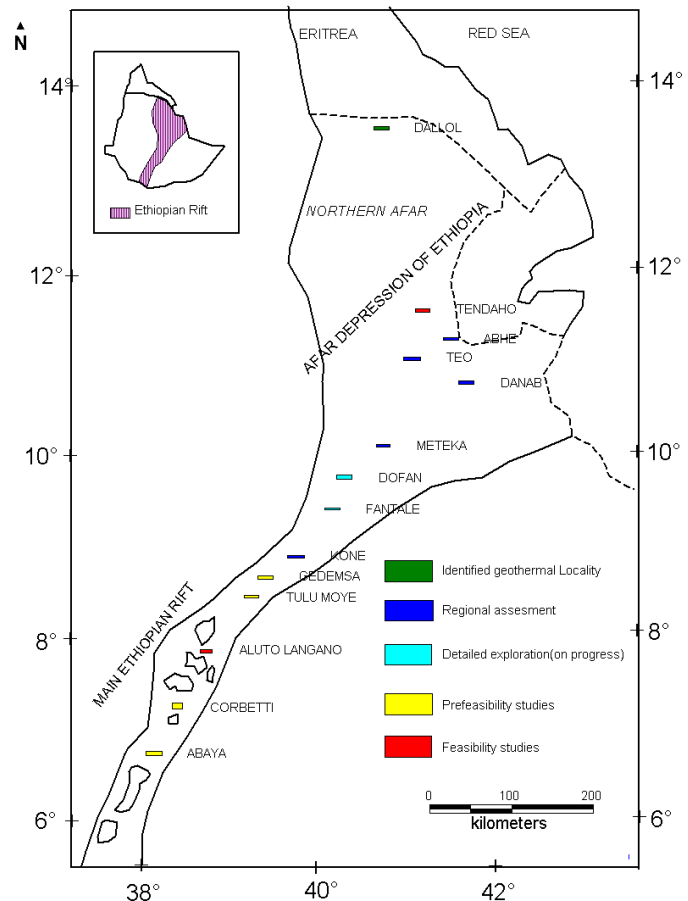 N
ERITREA
RED SEA
14°
14°
DALLOL
Ethiopian Rift
NORTHERN AFAR
AFAR DEPRESSION OF ETHIOPIA
12°
12°
TENDAHO
ABHE
TEO
DANAB
METEKA
10°
10°
DOFAN
FANTALE
KONE
GEDEMSA
TULU MOYE
MAIN ETHIOPIAN RIFT
Identified geothermal Locality
Regional assesment
8°
8°
ALUTO LANGANO
Detailed exploration(on progress)
CORBETTI
Prefeasibility studies
ABAYA
Feasibility studies
0 100 200
kilometers
6°
6°
38° 40° 42°